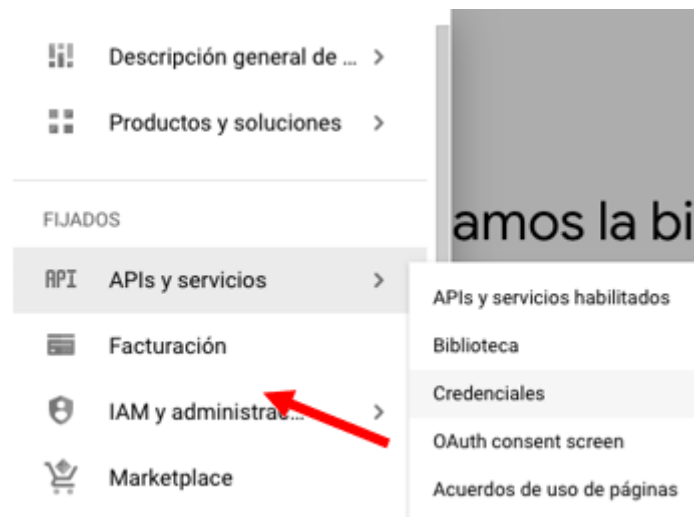 Descripción general de ...
Productos y soluciones
FIJADOS
amos la bi
API APIs y servicios
Facturación
IAM y administrac...
Marketplace
APIs y servicios habilitados
Biblioteca
Credenciales
OAuth consent screen
Acuerdos de uso de páginas